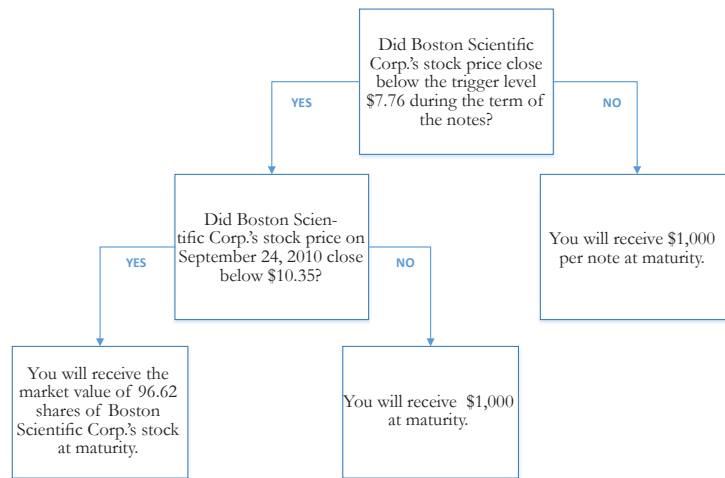 Did Boston Scientific
Corp.'s stock price close
below the trigger level
$7.76 during the term of
the notes?
YES
NO
Did Boston Scien-
tific Corp.'s stock price on
September 24, 2010 close
below $10.35?
You will receive $1,000
per note at maturity.
YES
NO
You will receive the
market value of 96.62
shares of Boston
Scientific Corp.'s stock
at maturity.
You will receive $1,000
at maturity.